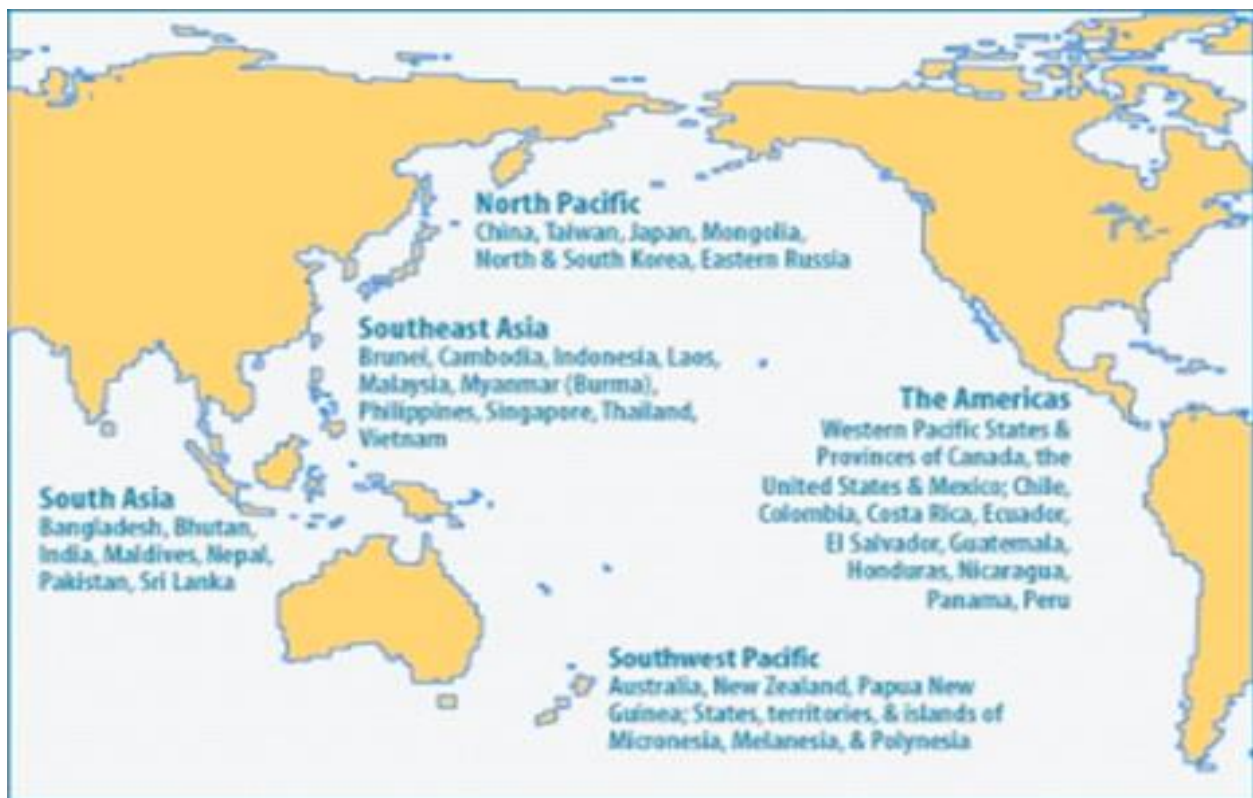 North Pacific
China, Taiwan, Japan, Mongolia,
North & South Korea, Eastern Russia
Southeast Asia
Brunei, Cambodia, Indonesia, Laos,
Malaysia, Myanmar (Burma),
Philippines, Singapore, Thailand,
Vietnam
The Americas
Western Pacific States &
Provinces of Canada, the
United States & Mexico; Chile,
Colombia, Costa Rica, Ecuador,
El Salvador, Guatemala,
Honduras, Nicaragua,
Panama, Peru
South Asia
Bangladesh, Bhutan,
India, Maldives, Nepal,
Pakistan, Sri Lanka
Southwest Pacific
Australia, New Zealand, Papua New
Guinea; States, territories, & islands of
Micronesia, Melanesia, & Polynesia